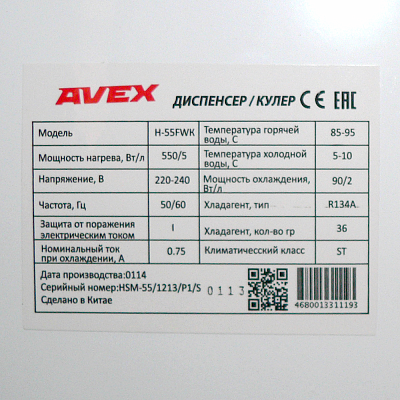 AVEX ДИСПЕНСЕР / КУЛЕР CE EAC
Модель H-55FWK Температура горячей воды, С 85-95
Мощность нагрева, Вт/л 550/5 Температура холодной воды, С 5-10
Напряжение, В 220-240 Мощность охлаждения, Вт/л 90/2
Частота, Гц 50/60 Хладагент, тип R134A
Защита от поражения электрическим током I Хладагент, кол-во гр 36
Номинальный ток при охлаждении, А 0.75 Климатический класс ST
Дата производства:0114
Серийный номер:HSM-55/1213/P1/S 0113
Сделано в Китае
4680013311193